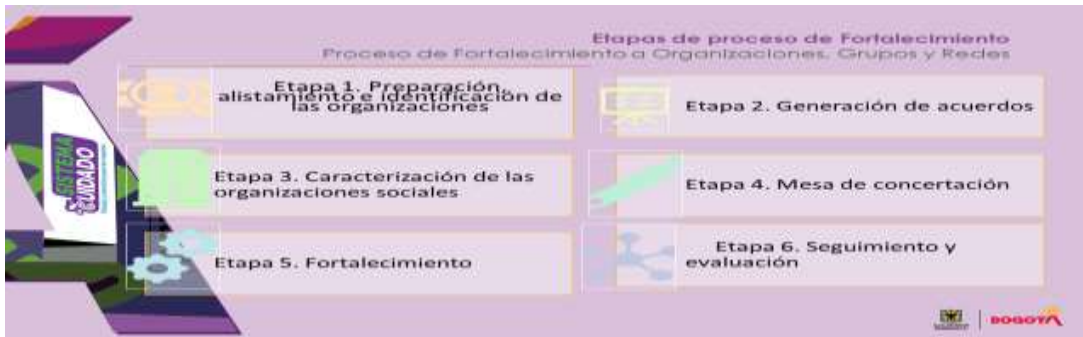 Etapas de proceso de Fortalecimiento
Proceso de Fortalecimiento a Organizaciones, Grupos y Redes
Etapa 1. Preparación,
alistamiento e identificación de
las organizaciones
Etapa 2. Generación de acuerdos
Etapa 3. Caracterización de las
organizaciones sociales
Etapa 4. Mesa de concertación
Etapa 5. Fortalecimiento
Etapa 6. Seguimiento y
evaluación
SISTEMA
CUIDADO
BOGOTÁ